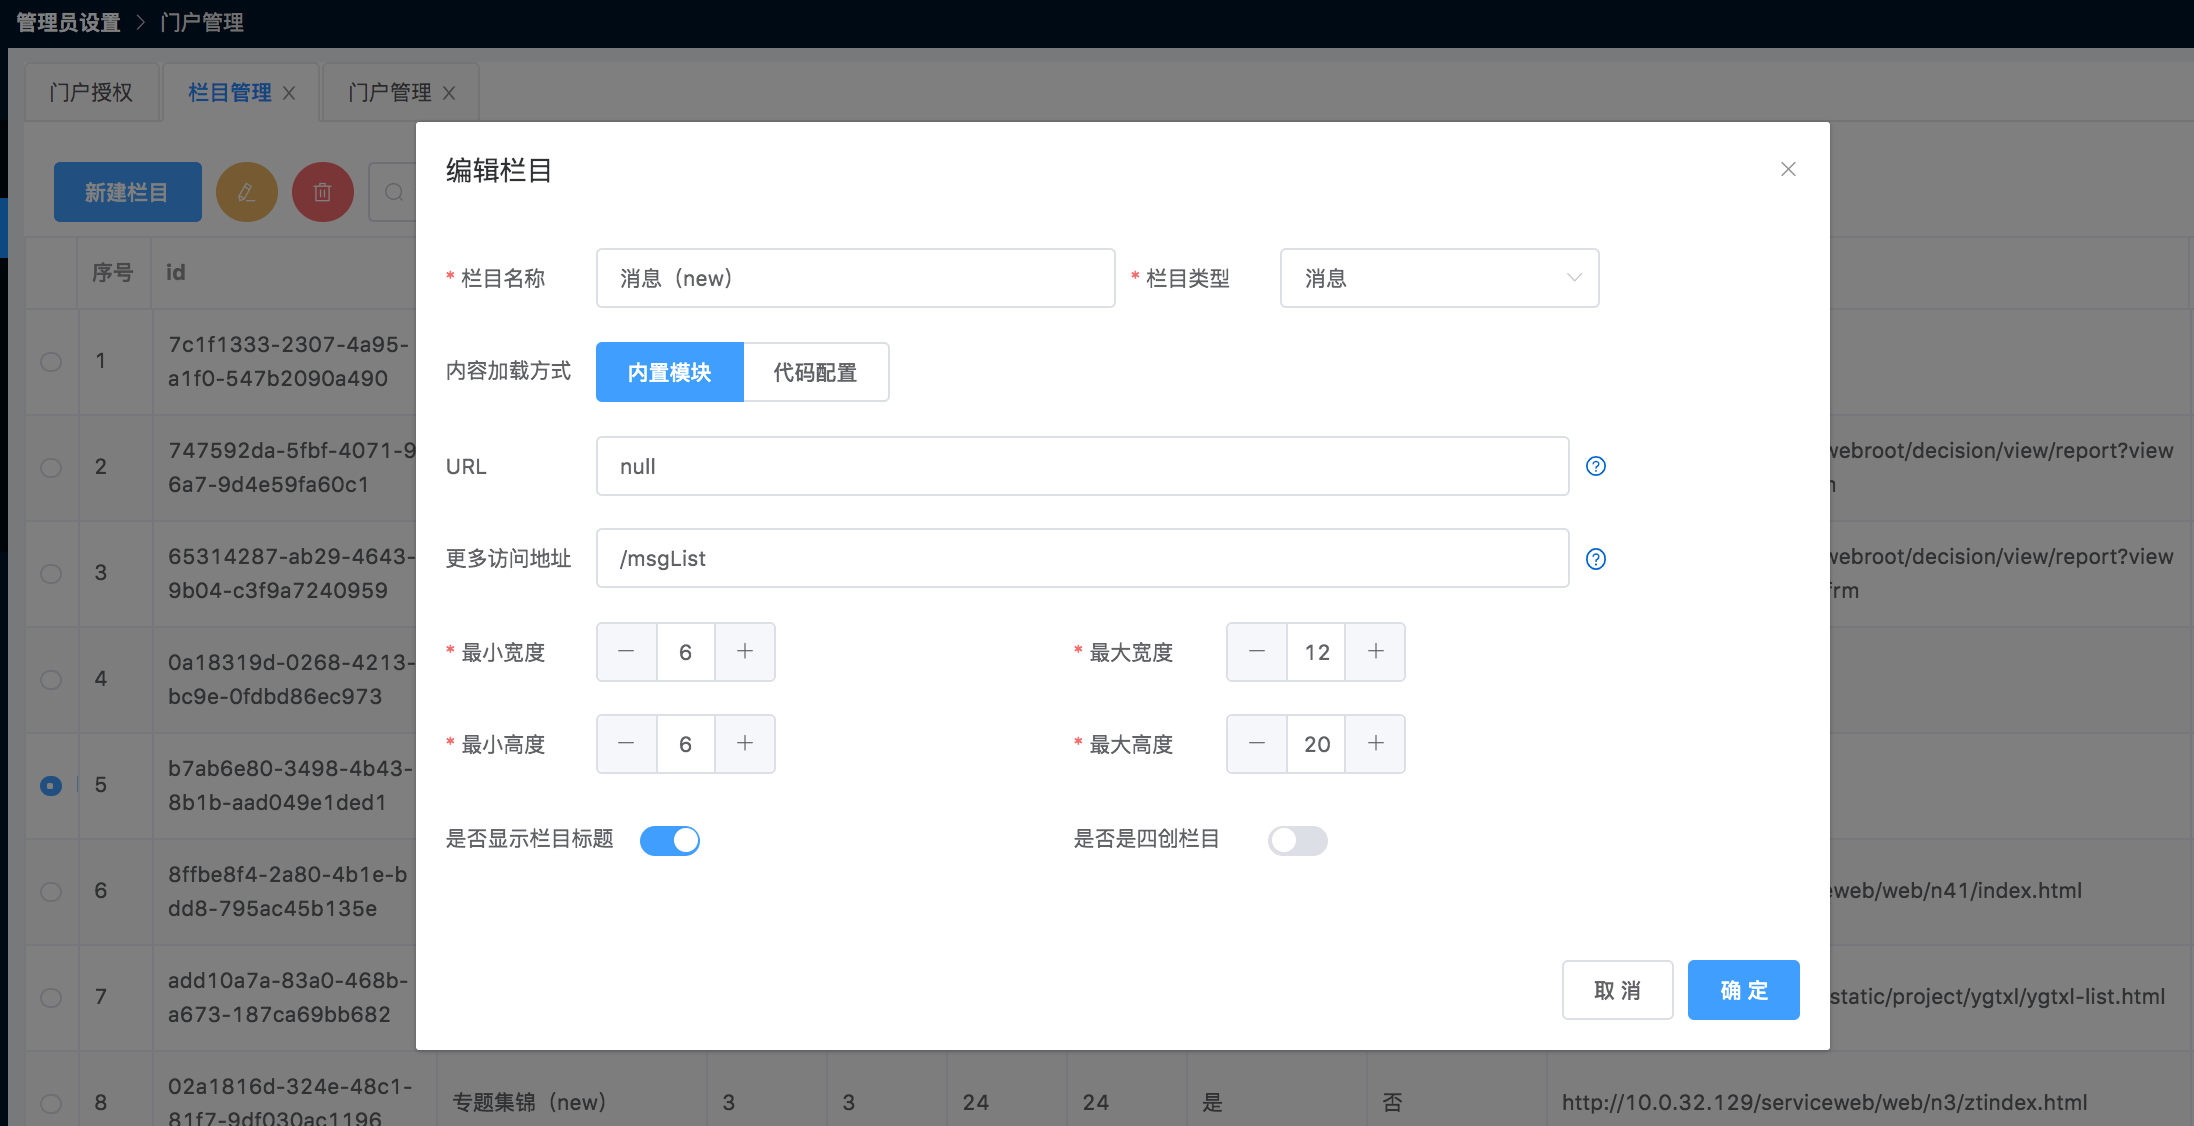 管理员设置 > 门户管理
门户授权 栏目管理 × 门户管理 ×
新建栏目
编辑栏目
* 栏目名称 消息（new） * 栏目类型 消息
内容加载方式 内置模块 代码配置
URL null
更多访问地址 /msgList
* 最小宽度 6 * 最大宽度 12
* 最小高度 6 * 最大高度 20
是否显示栏目标题 是否是四创栏目
取 消 确 定
序号 id
1 7c1f1333-2307-4a95-
a1f0-547b2090a490
2 747592da-5fbf-4071-9 webroot/decision/view/report?view
6a7-9d4e59fa60c1
3 65314287-ab29-4643- webroot/decision/view/report?view
9b04-c3f9a7240959 frm
4 0a18319d-0268-4213-
bc9e-0fdbd86ec973
5 b7ab6e80-3498-4b43-
8b1b-aad049e1ded1
6 8ffbe8f4-2a80-4b1e-b eweb/web/n41/index.html
dd8-795ac45b135e
7 add10a7a-83a0-468b- static/project/ygtxl/ygtxl-list.html
a673-187ca69bb682
8 02a1816d-324e-48c1- 专题集锦（new） 3 3 24 24 是 否 http://10.0.32.129/serviceweb/web/n3/ztindex.html
81f7-9df030ac1196